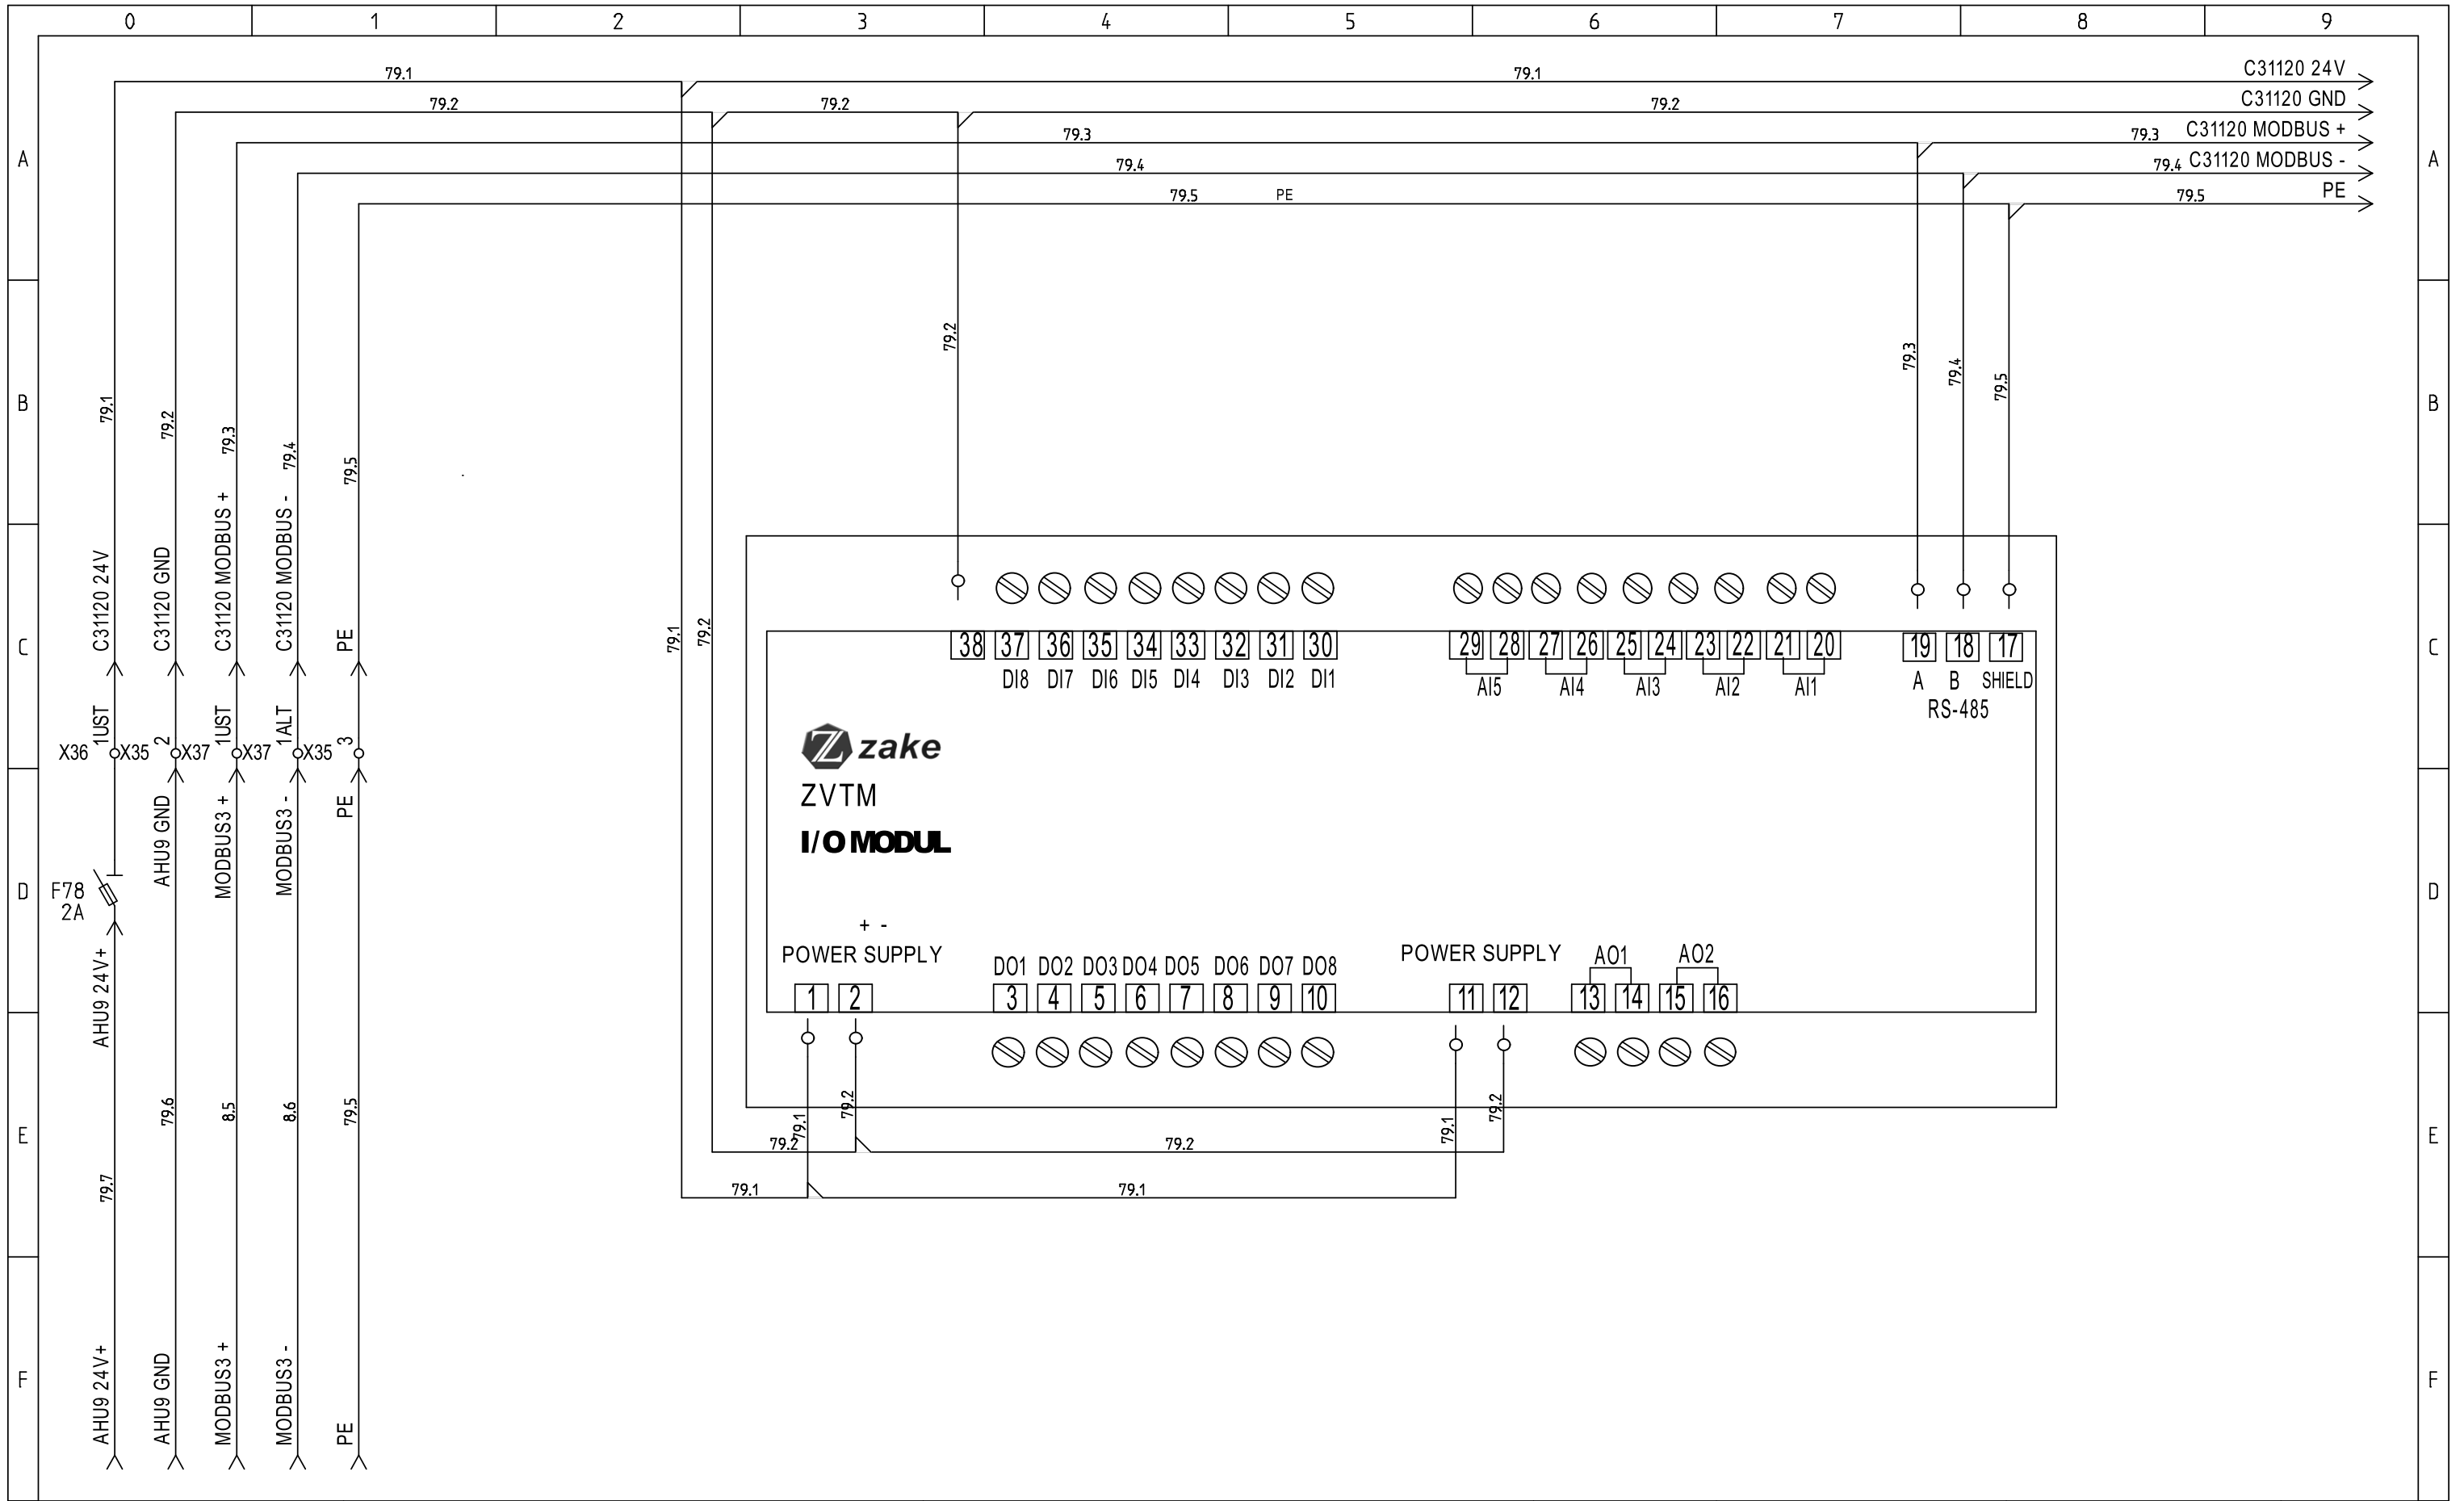 0 1 2 3 4 5 6 7 8 9
79.1 79.1 C31120 24V
79.2 79.2 79.2 C31120 GND
79.3 79.3 C31120 MODBUS +
79.4 79.4 C31120 MODBUS -
79.5 PE 79.5 PE
A A
79.2 79.3 79.4 79.5
B B
79.1 79.2 79.3 79.4 79.5
C31120 24V C31120 GND C31120 MODBUS + C31120 MODBUS - PE
C C
79.1 79.2
38 37 36 35 34 33 32 31 30 29 28 27 26 25 24 23 22 21 20 19 18 17
DI8 DI7 DI6 DI5 DI4 DI3 DI2 DI1 AI5 AI4 AI3 AI2 AI1 A B SHIELD
RS-485
1UST 2 1UST 1ALT 3
X36 X35 X37 X37 X35
zake
ZVTM
I/O MODUL
AHU9 GND MODBUS3 + MODBUS3 - PE
D D
F78
2A
+ -
POWER SUPPLY POWER SUPPLY
DO1 DO2 DO3 DO4 DO5 DO6 DO7 DO8 AO1 AO2
1 2 3 4 5 6 7 8 9 10 11 12 13 14 15 16
AHU9 24V+
79.1 79.2 79.1 79.2
79.6 8.5 8.6 79.5
E E
79.2 79.2
79.7
79.1 79.1
F F
AHU9 24V+ AHU9 GND MODBUS3 + MODBUS3 - PE